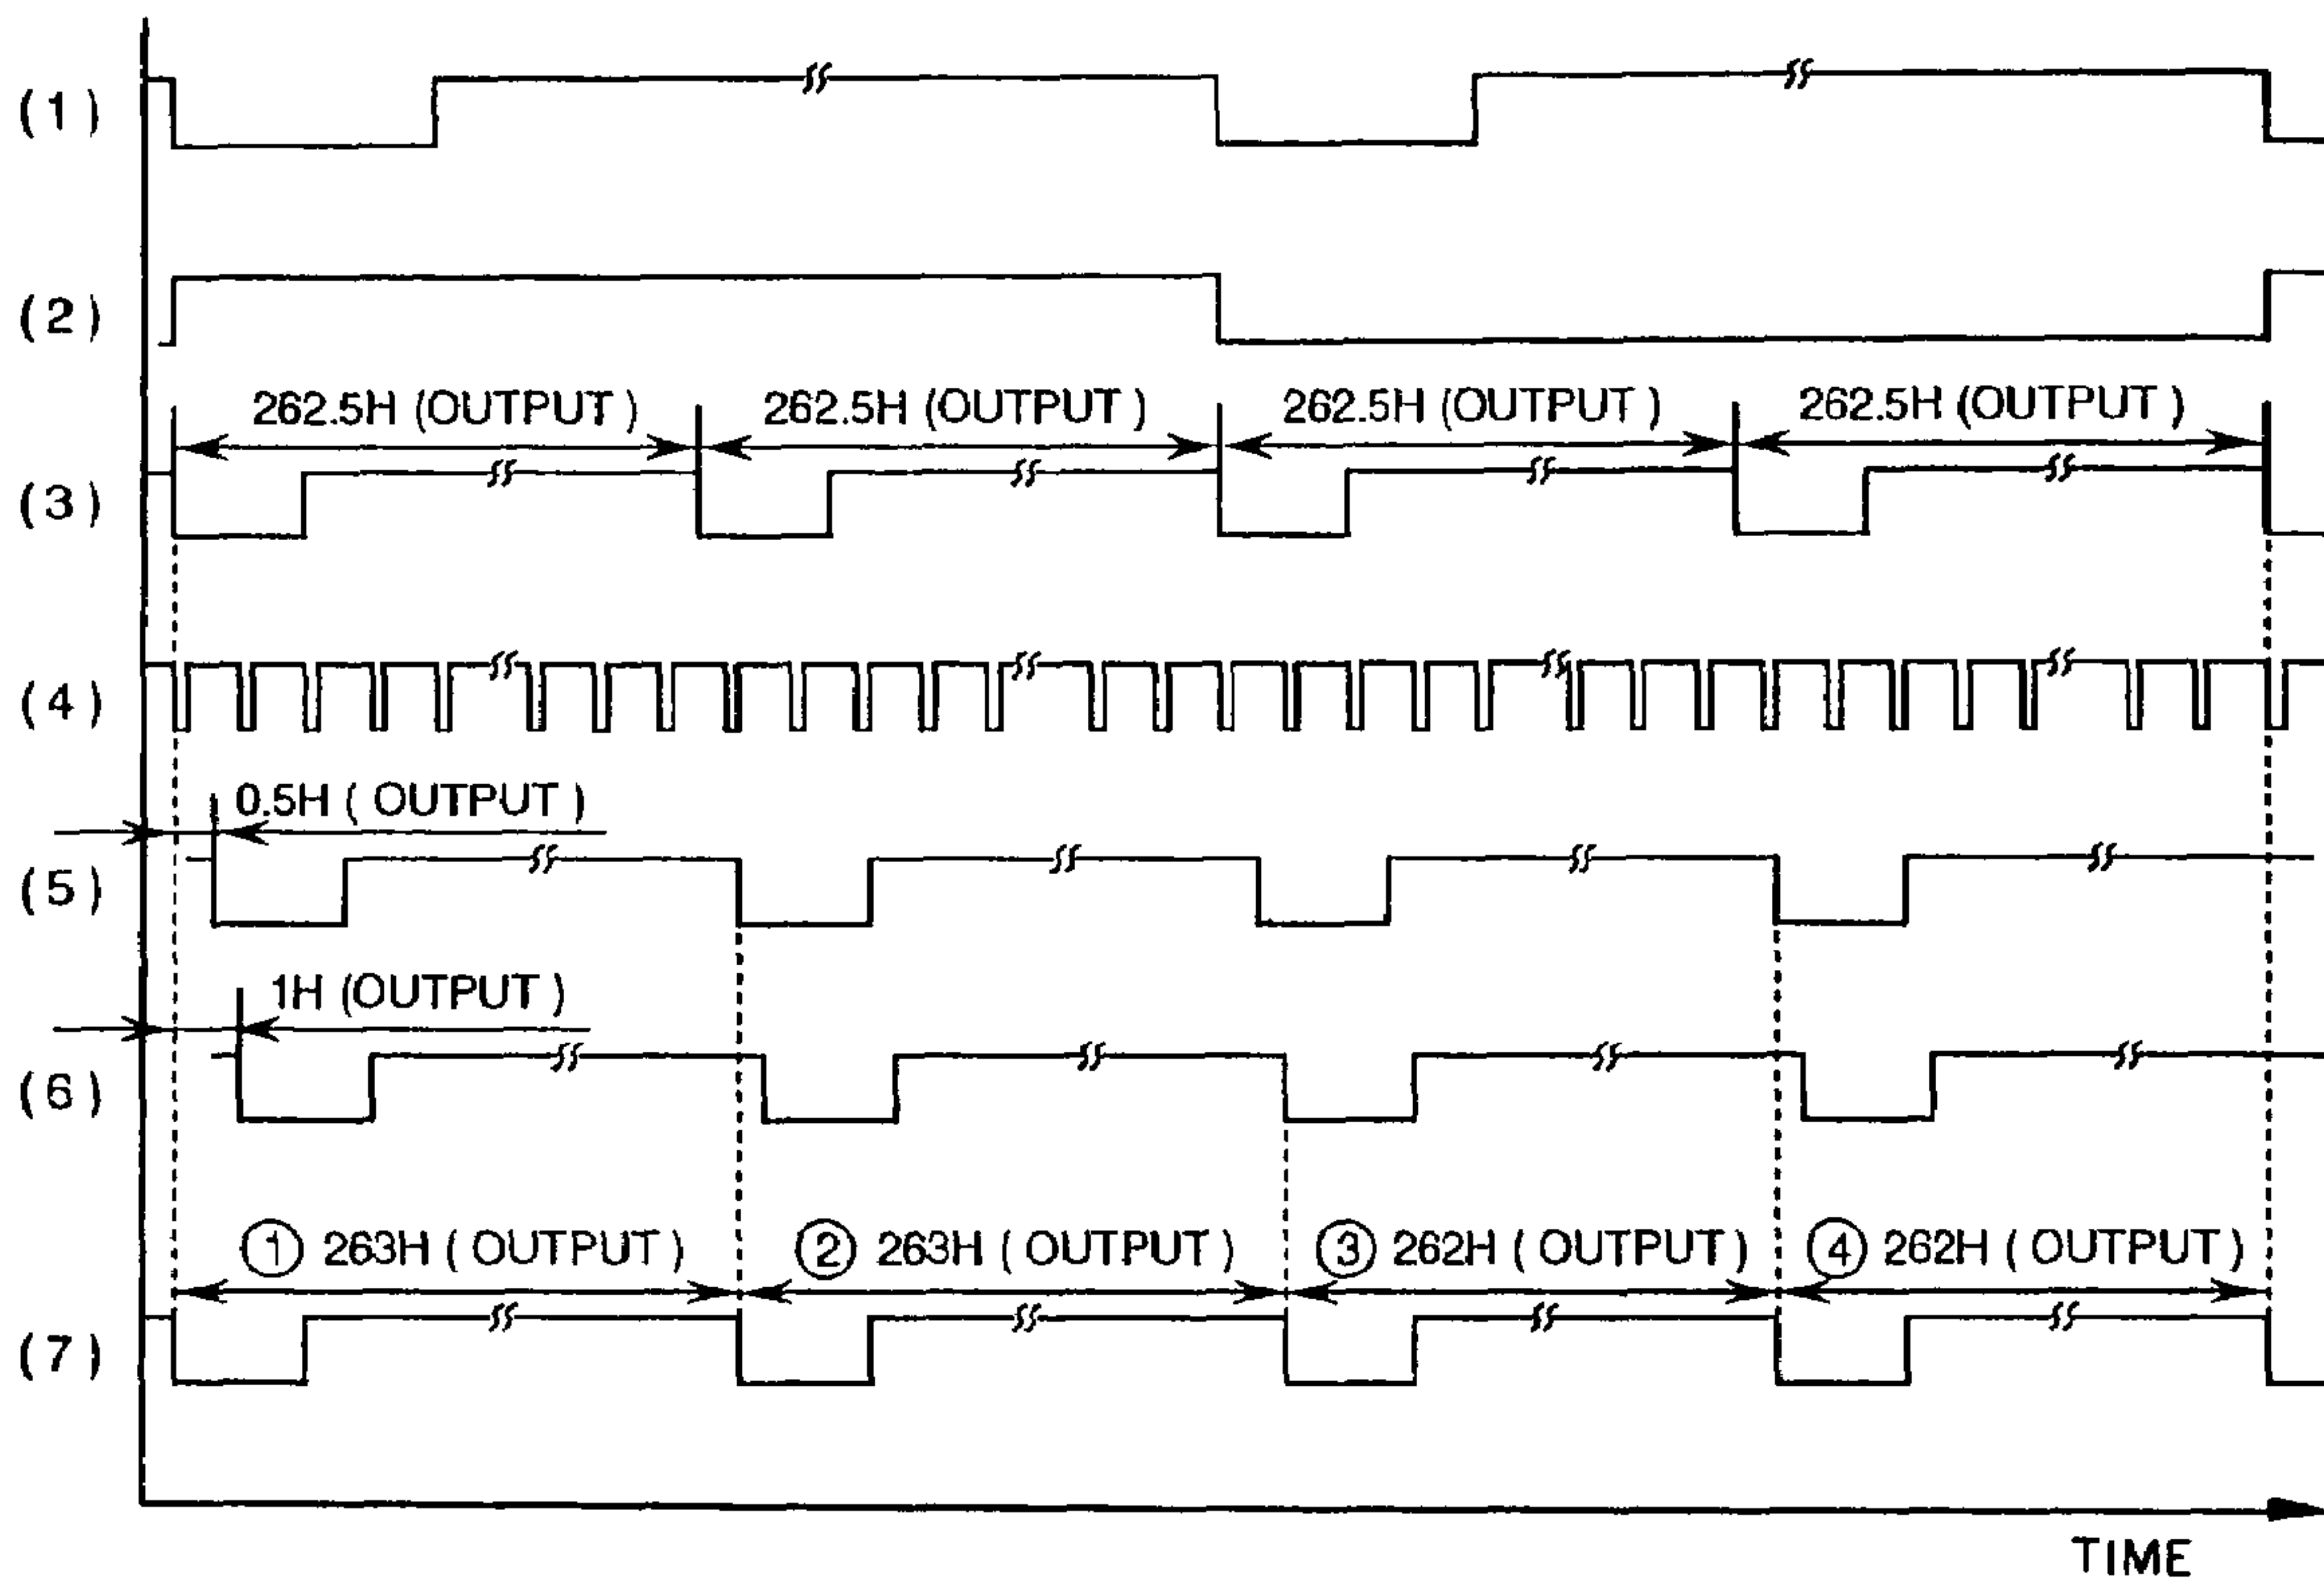 (1)
(2)
262.5H (OUTPUT) 262.5H (OUTPUT) 262.5H (OUTPUT) 262.5H (OUTPUT)
(3)
(4)
0.5H ( OUTPUT )
(5)
1H (OUTPUT)
(6)
① 263H ( OUTPUT ) ② 263H ( OUTPUT ) ③ 262H ( OUTPUT ) ④ 262H ( OUTPUT )
(7)
TIME